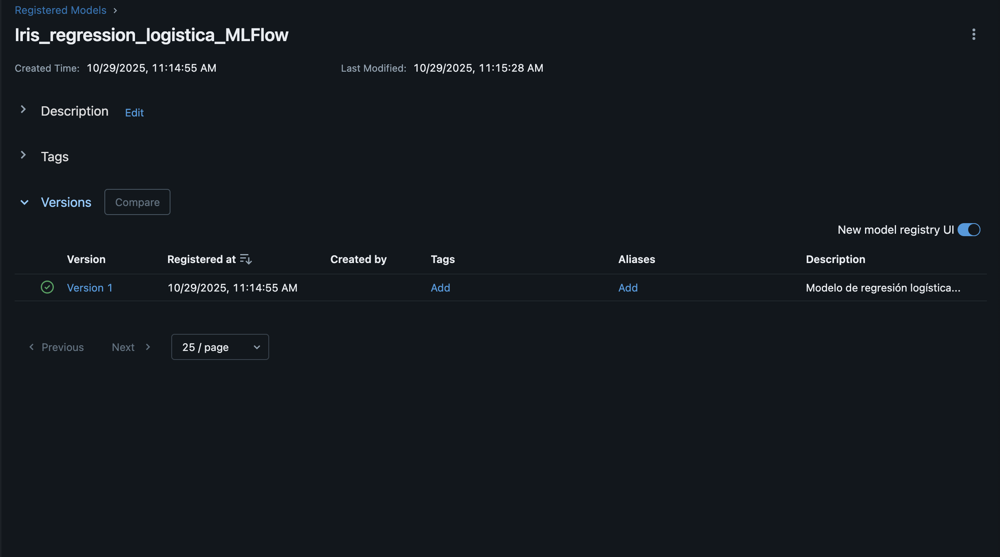 Registered Models
Iris_regression_logistica_MLFlow
Created Time: 10/29/2025, 11:14:55 AM Last Modified: 10/29/2025, 11:15:28 AM
Description Edit
Tags
Versions Compare
New model registry UI
Version Registered at Created by Tags Aliases Description
Version 1 10/29/2025, 11:14:55 AM Add Add Modelo de regresión logística...
Previous Next 25 / page